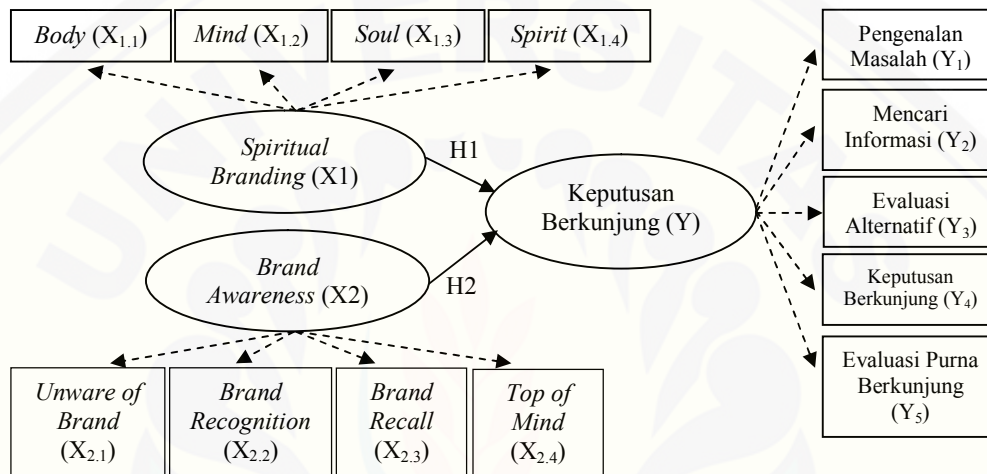 Body (X1.1)
Mind (X1.2)
Soul (X1.3)
Spirit (X1.4)
Spiritual
Branding (X1)
H1
Brand
Awareness (X2)
H2
Keputusan
Berkunjung (Y)
Unware of
Brand
(X2.1)
Brand
Recognition
(X2.2)
Brand
Recall
(X2.3)
Top of
Mind
(X2.4)
Pengenalan
Masalah (Y1)
Mencari
Informasi (Y2)
Evaluasi
Alternatif (Y3)
Keputusan
Berkunjung (Y4)
Evaluasi Purna
Berkunjung
(Y5)
UNIVERSITAS